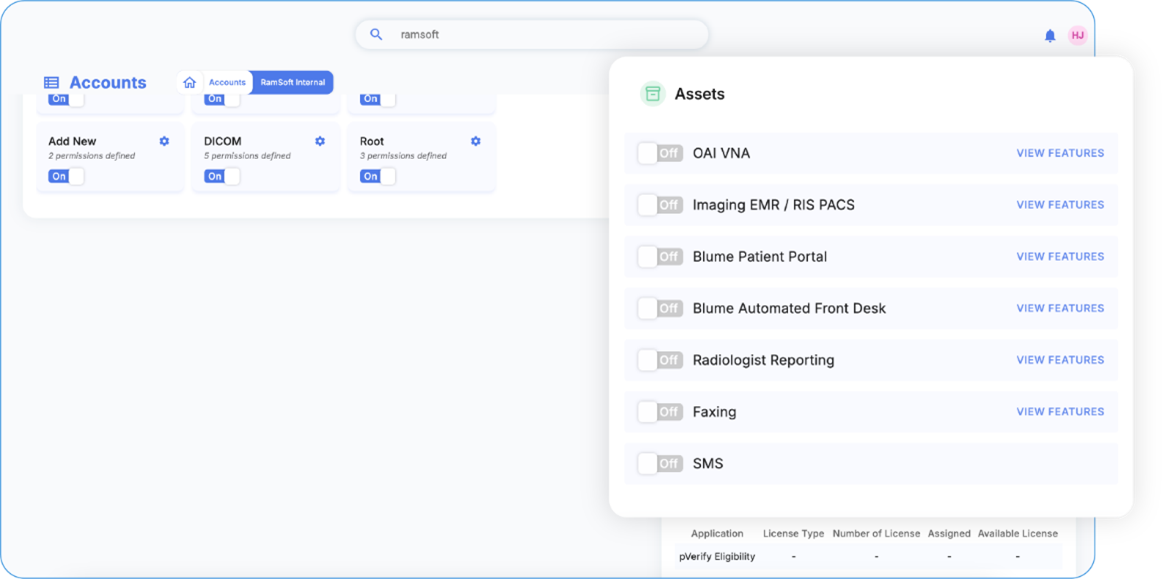 ramsoft
HJ
Accounts
Accounts
RamSoft Internal
On On On
Add New
2 permissions defined
On
DICOM
5 permissions defined
On
Root
3 permissions defined
On
Assets
Off OAI VNA VIEW FEATURES
Off Imaging EMR / RIS PACS VIEW FEATURES
Off Blume Patient Portal VIEW FEATURES
Off Blume Automated Front Desk VIEW FEATURES
Off Radiologist Reporting VIEW FEATURES
Off Faxing VIEW FEATURES
Off SMS
Application License Type Number of License Assigned Available License
pVerify Eligibility - - - -